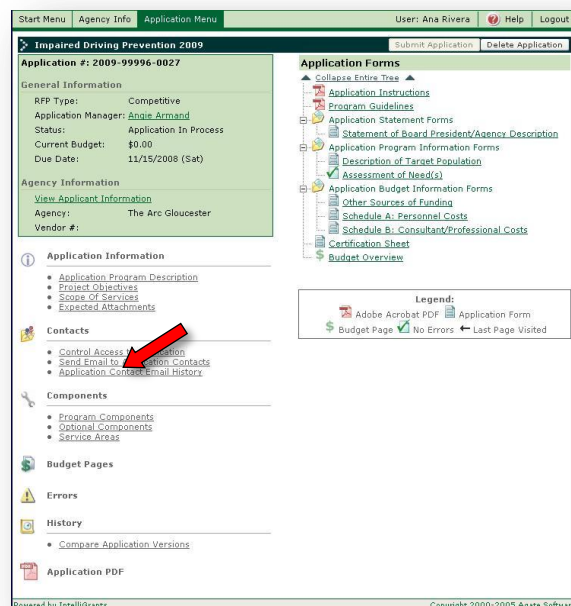 Start Menu Agency Info Application Menu User: Ana Rivera Help Logout
Impaired Driving Prevention 2009 Submit Application Delete Application
Application #: 2009-99996-0027
General Information
RFP Type: Competitive
Application Manager: Angie Armand
Status: Application In Process
Current Budget: $0.00
Due Date: 11/15/2008 (Sat)
Agency Information
View Applicant Information
Agency: The Arc Gloucester
Vendor #:
Application Information
Application Program Description
Project Objectives
Scope Of Services
Expected Attachments
Contacts
Control Access
Send Email to Contacts
Application Contact Email History
Components
Program Components
Optional Components
Service Areas
Budget Pages
Errors
History
Compare Application Versions
Application PDF
Application Forms
Collapse Entire Tree
Application Instructions
Program Guidelines
Application Statement Forms
Statement of Board President/Agency Description
Application Program Information Forms
Description of Target Population
Assessment of Need(s)
Application Budget Information Forms
Other Sources of Funding
Schedule A: Personnel Costs
Schedule B: Consultant/Professional Costs
Certification Sheet
Budget Overview
Legend:
Adobe Acrobat PDF Application Form
Budget Page No Errors Last Page Visited
Powered by IntelliGrants Copyright 2000-2005 Agate Software